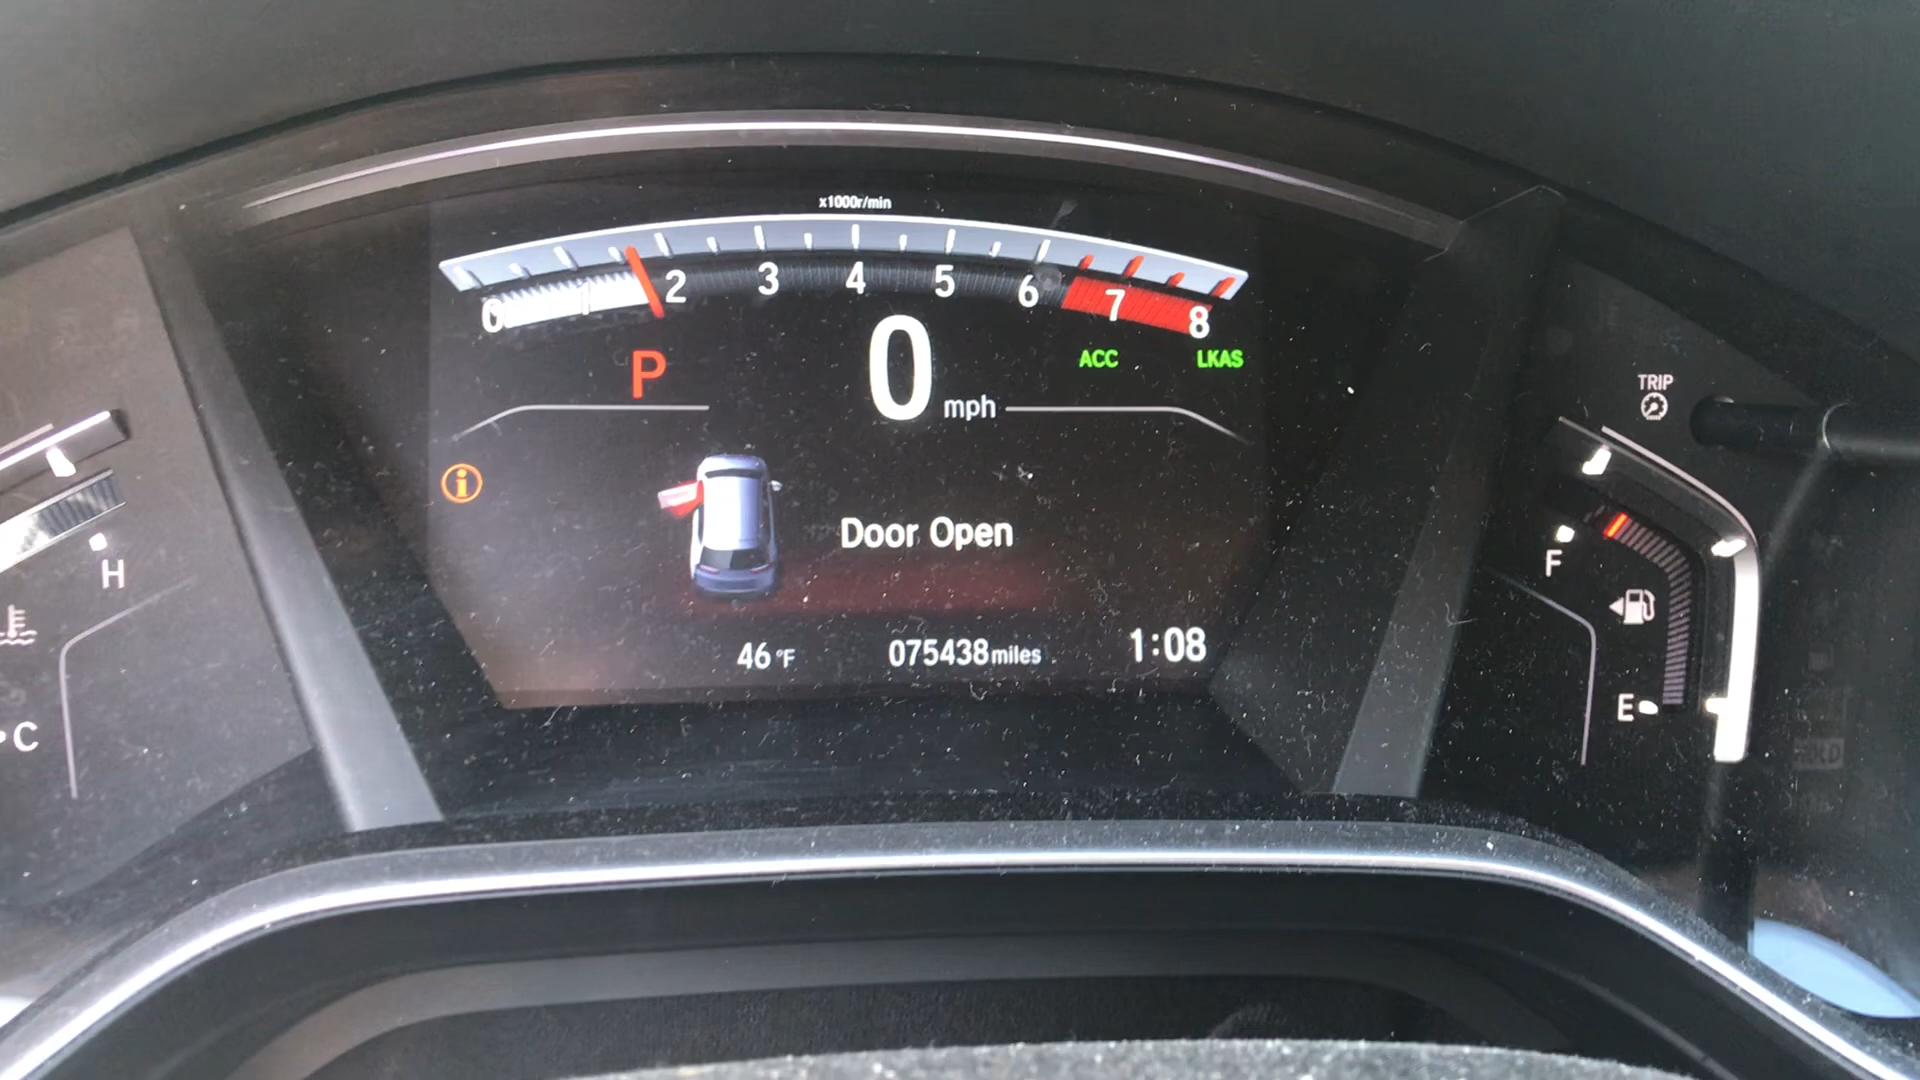 x1000r/min
0 1 2 3 4 5 6 7 8
P
0 mph
ACC LKAS
TRIP
i
Door Open
H
F
46 °F
075438 miles
1:08
C
E